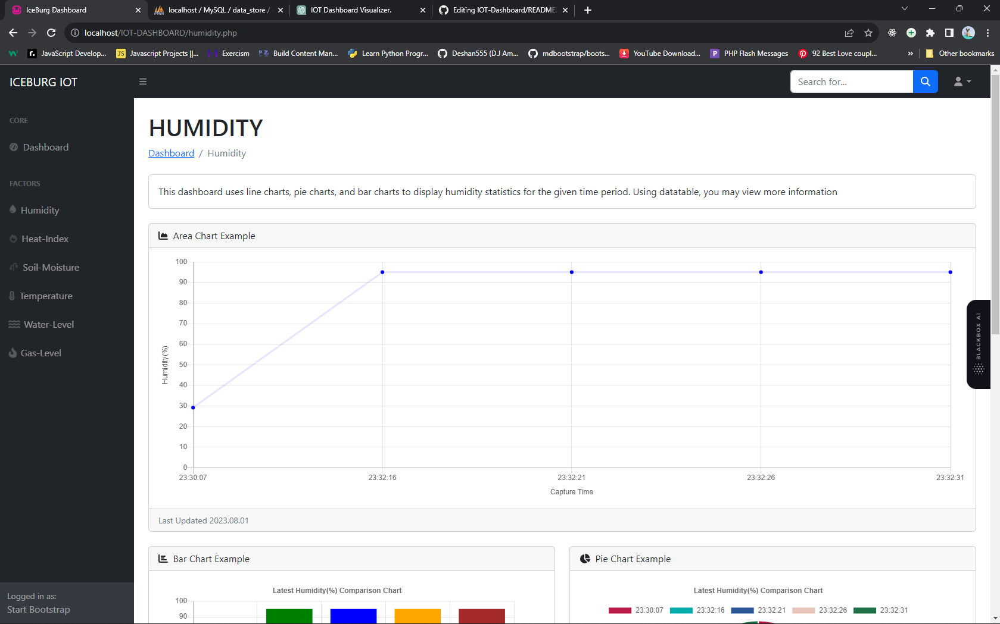 IceBurg Dashboard
localhost / MySQL / data_store /
IOT Dashboard Visualizer.
Editing IOT-Dashboard/README.
localhost/IOT-DASHBOARD/humidity.php
JavaScript Develop...
JS Javascript Projects ||...
Exercism
Build Content Man...
Learn Python Progr...
Deshan555 (DJ Am...
mdbootstrap/boots...
YouTube Download...
P PHP Flash Messages
92 Best Love coupl...
»
Other bookmarks
ICEBURG IOT
Search for...
CORE
Dashboard
FACTORS
Humidity
Heat-Index
Soil-Moisture
Temperature
Water-Level
Gas-Level
Logged in as:
Start Bootstrap
HUMIDITY
Dashboard / Humidity
This dashboard uses line charts, pie charts, and bar charts to display humidity statistics for the given time period. Using datatable, you may view more information
Area Chart Example
100
90
80
70
60
50
40
30
20
10
0
Humidity(%)
23:30:07 23:32:16 23:32:21 23:32:26 23:32:31
Capture Time
Last Updated 2023.08.01
BLACKBOX AI
Bar Chart Example
Latest Humidity(%) Comparison Chart
100
90
Pie Chart Example
Latest Humidity(%) Comparison Chart
23:30:07 23:32:16 23:32:21 23:32:26 23:32:31